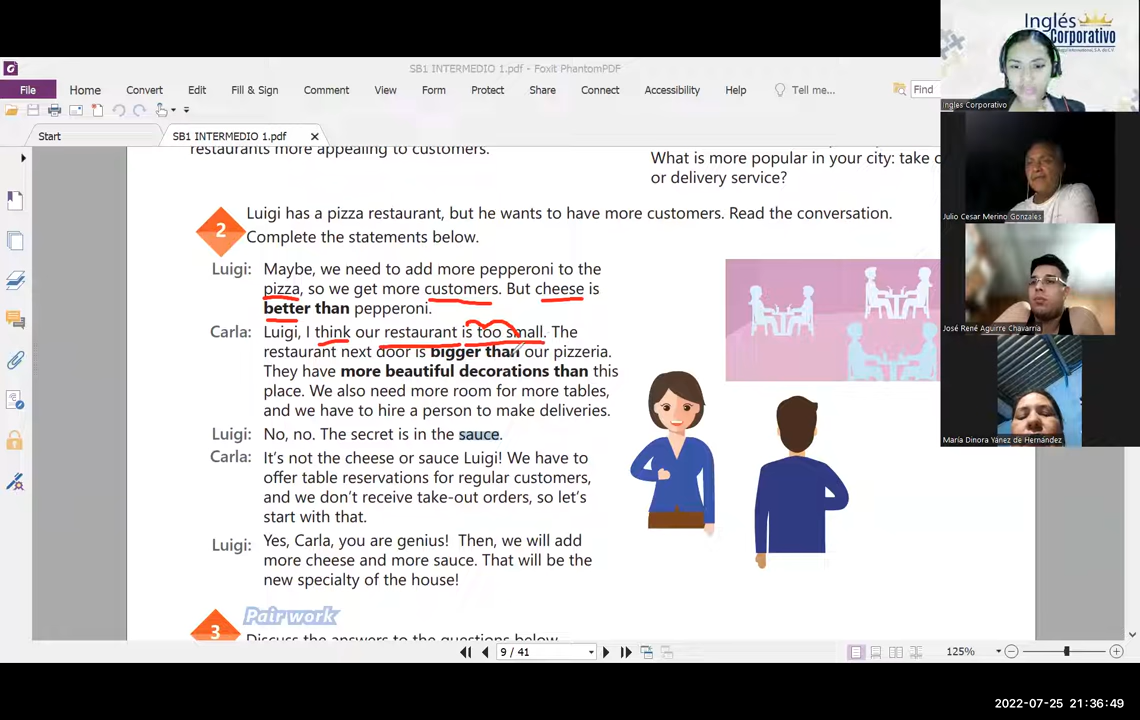 Inglés
Corporativo
SB1 INTERMEDIO 1.pdf - Foxit PhantomPDF
File Home Convert Edit Fill & Sign Comment View Form Protect Share Connect Accessibility Help Tell me... Find
Ingles Corporativo
Start SB1 INTERMEDIO 1.pdf
restaurants more appealing to customers.
What is more popular in your city: take
or delivery service?
2
Luigi has a pizza restaurant, but he wants to have more customers. Read the conversation.
Complete the statements below.
Luigi: Maybe, we need to add more pepperoni to the
pizza, so we get more customers. But cheese is
better than pepperoni.
Carla: Luigi, I think our restaurant is too small. The
restaurant next door is bigger than our pizzeria.
They have more beautiful decorations than this
place. We also need more room for more tables,
and we have to hire a person to make deliveries.
Luigi: No, no. The secret is in the sauce.
Carla: It's not the cheese or sauce Luigi! We have to
offer table reservations for regular customers,
and we don't receive take-out orders, so let's
start with that.
Luigi: Yes, Carla, you are genius! Then, we will add
more cheese and more sauce. That will be the
new specialty of the house!
3
Pair work
Discuss the answers to the questions below
Julio Cesar Merino Gonzales
José René Aguirre Chavarría
María Dinora Yánez de Hernández
9 / 41
125%
2022-07-25 21:36:49